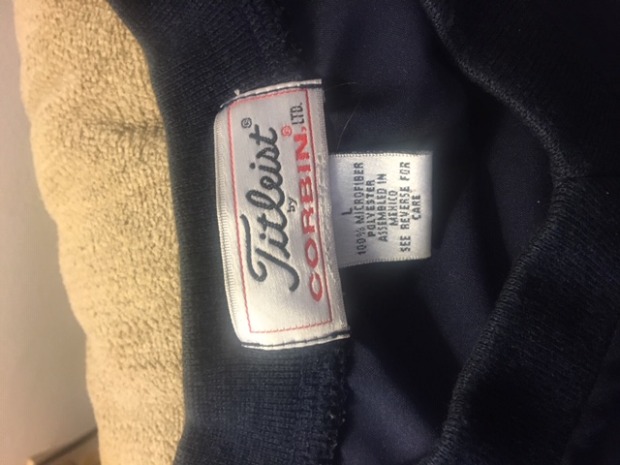 Titleist®
by
CORBIN,® LTD.
L
100% MICROFIBER
POLYESTER
ASSEMBLED IN
MEXICO
SEE REVERSE FOR
CARE